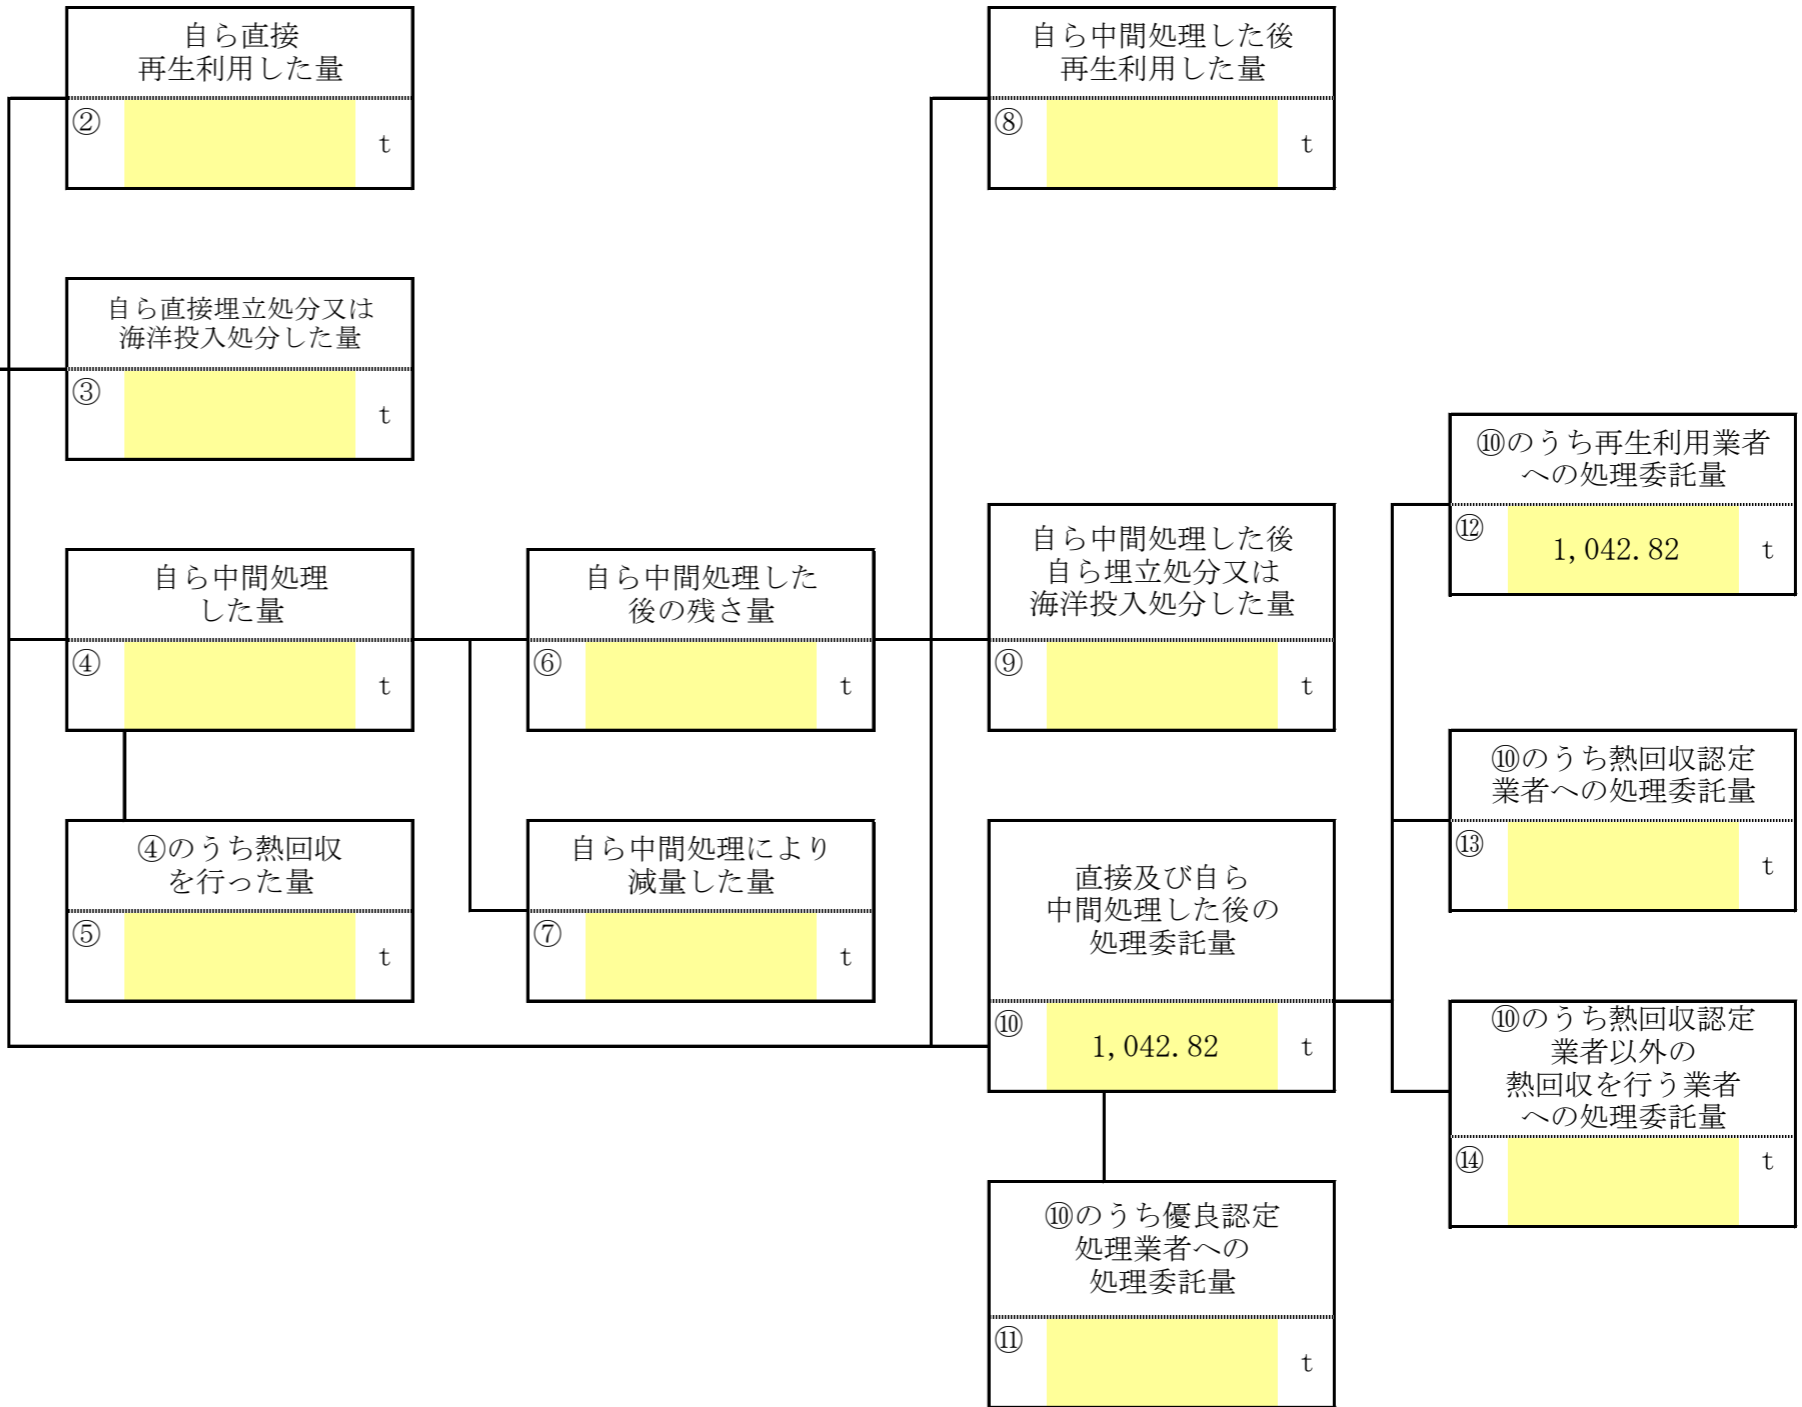 自ら直接
再生利用した量
②
t
自ら中間処理した後
再生利用した量
⑧
t
自ら直接埋立処分又は
海洋投入処分した量
③
t
⑩のうち再生利用業者
への処理委託量
⑫
1,042.82
t
自ら中間処理
した量
④
t
自ら中間処理した
後の残さ量
⑥
t
自ら中間処理した後
自ら埋立処分又は
海洋投入処分した量
⑨
t
⑩のうち熱回収認定
業者への処理委託量
⑬
t
④のうち熱回収
を行った量
⑤
t
自ら中間処理により
減量した量
⑦
t
直接及び自ら
中間処理した後の
処理委託量
⑩
1,042.82
t
⑩のうち熱回収認定
業者以外の
熱回収を行う業者
への処理委託量
⑭
t
⑩のうち優良認定
処理業者への
処理委託量
⑪
t